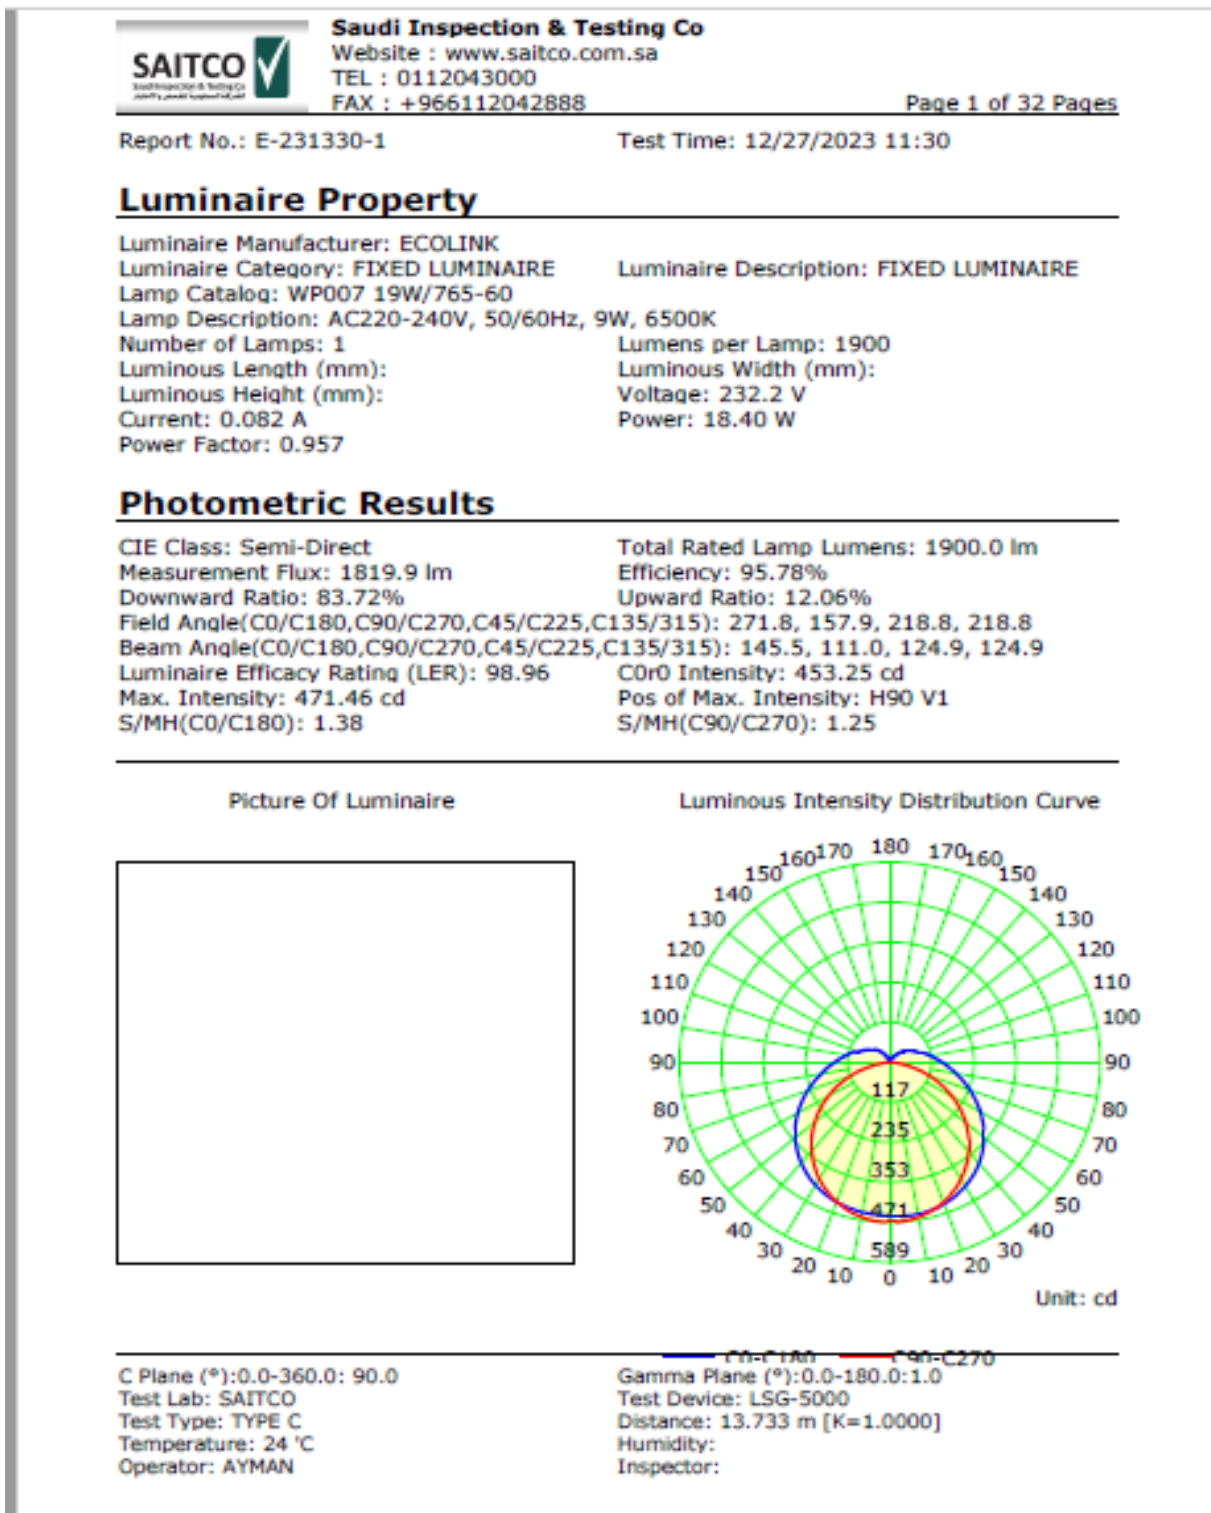 SAITCO
Saudi Inspection & Testing Co
Saudi Inspection & Testing Co
Website : www.saitco.com.sa
TEL : 0112043000
FAX : +966112042888
Page 1 of 32 Pages
Report No.: E-231330-1
Test Time: 12/27/2023 11:30
Luminaire Property
Luminaire Manufacturer: ECOLINK
Luminaire Category: FIXED LUMINAIRE
Luminaire Description: FIXED LUMINAIRE
Lamp Catalog: WP007 19W/765-60
Lamp Description: AC220-240V, 50/60Hz, 9W, 6500K
Number of Lamps: 1
Lumens per Lamp: 1900
Luminous Length (mm):
Luminous Width (mm):
Luminous Height (mm):
Voltage: 232.2 V
Current: 0.082 A
Power: 18.40 W
Power Factor: 0.957
Photometric Results
CIE Class: Semi-Direct
Total Rated Lamp Lumens: 1900.0 lm
Measurement Flux: 1819.9 lm
Efficiency: 95.78%
Downward Ratio: 83.72%
Upward Ratio: 12.06%
Field Angle(C0/C180,C90/C270,C45/C225,C135/315): 271.8, 157.9, 218.8, 218.8
Beam Angle(C0/C180,C90/C270,C45/C225,C135/315): 145.5, 111.0, 124.9, 124.9
Luminaire Efficacy Rating (LER): 98.96
C0r0 Intensity: 453.25 cd
Max. Intensity: 471.46 cd
Pos of Max. Intensity: H90 V1
S/MH(C0/C180): 1.38
S/MH(C90/C270): 1.25
Picture Of Luminaire
Luminous Intensity Distribution Curve
150 160 170 180 170 160 150
140 140
130 130
120 120
110 110
100 100
90 90
117
80 80
235
70 70
353
60 60
50 471 50
40 40
30 589 30
20 10 0 10 20
Unit: cd
C0-C180 C90-C270
C Plane (°):0.0-360.0: 90.0
Gamma Plane (°):0.0-180.0:1.0
Test Lab: SAITCO
Test Device: LSG-5000
Test Type: TYPE C
Distance: 13.733 m [K=1.0000]
Temperature: 24 'C
Humidity:
Operator: AYMAN
Inspector: